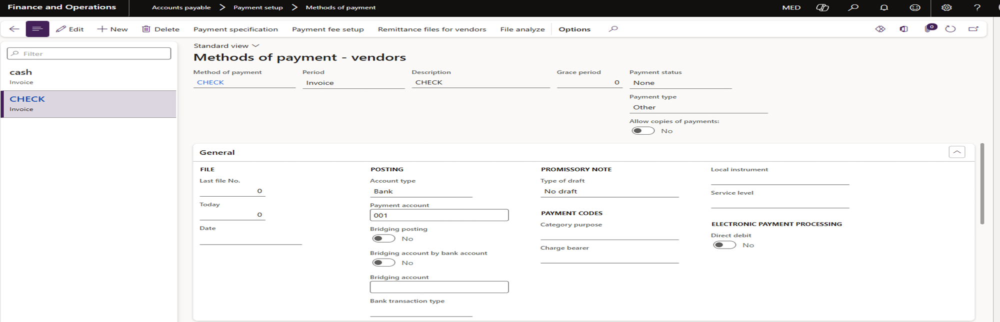 Finance and Operations
Accounts payable > Payment setup > Methods of payment
MED
?
Edit
New
Delete
Payment specification
Payment fee setup
Remittance files for vendors
File analyze
Options
0
Filter
cash
Invoice
CHECK
Invoice
Standard view
Methods of payment - vendors
Method of payment
CHECK
Period
Invoice
Description
CHECK
Grace period
0
Payment status
None
Payment type
Other
Allow copies of payments:
No
General
FILE
Last file No.
0
Today
0
Date
POSTING
Account type
Bank
Payment account
001
Bridging posting
No
Bridging account by bank account
No
Bridging account
Bank transaction type
PROMISSORY NOTE
Type of draft
No draft
PAYMENT CODES
Category purpose
Charge bearer
Local instrument
Service level
ELECTRONIC PAYMENT PROCESSING
Direct debit
No